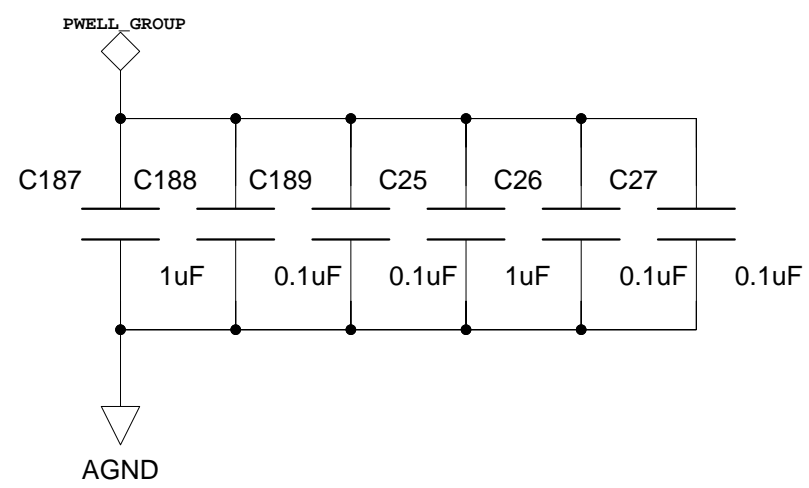 PWELL_GROUP
C187 C188 C189 C25 C26 C27
1uF 0.1uF 0.1uF 1uF 0.1uF 0.1uF
AGND